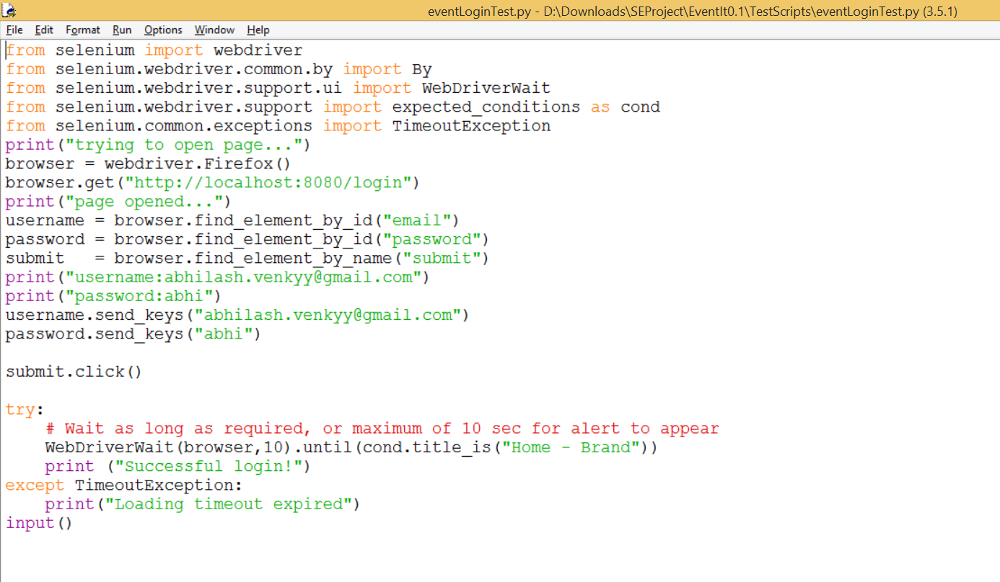 eventLoginTest.py - D:\Downloads\SEProject\EventIt0.1\TestScripts\eventLoginTest.py (3.5.1)
File Edit Format Run Options Window Help
from selenium import webdriver
from selenium.webdriver.common.by import By
from selenium.webdriver.support.ui import WebDriverWait
from selenium.webdriver.support import expected_conditions as cond
from selenium.common.exceptions import TimeoutException
print("trying to open page...")
browser = webdriver.Firefox()
browser.get("http://localhost:8080/login")
print("page opened...")
username = browser.find_element_by_id("email")
password = browser.find_element_by_id("password")
submit   = browser.find_element_by_name("submit")
print("username:abhilash.venkyy@gmail.com")
print("password:abhi")
username.send_keys("abhilash.venkyy@gmail.com")
password.send_keys("abhi")

submit.click()

try:
    # Wait as long as required, or maximum of 10 sec for alert to appear
    WebDriverWait(browser,10).until(cond.title_is("Home - Brand"))
    print ("Successful login!")
except TimeoutException:
    print("Loading timeout expired")
input()